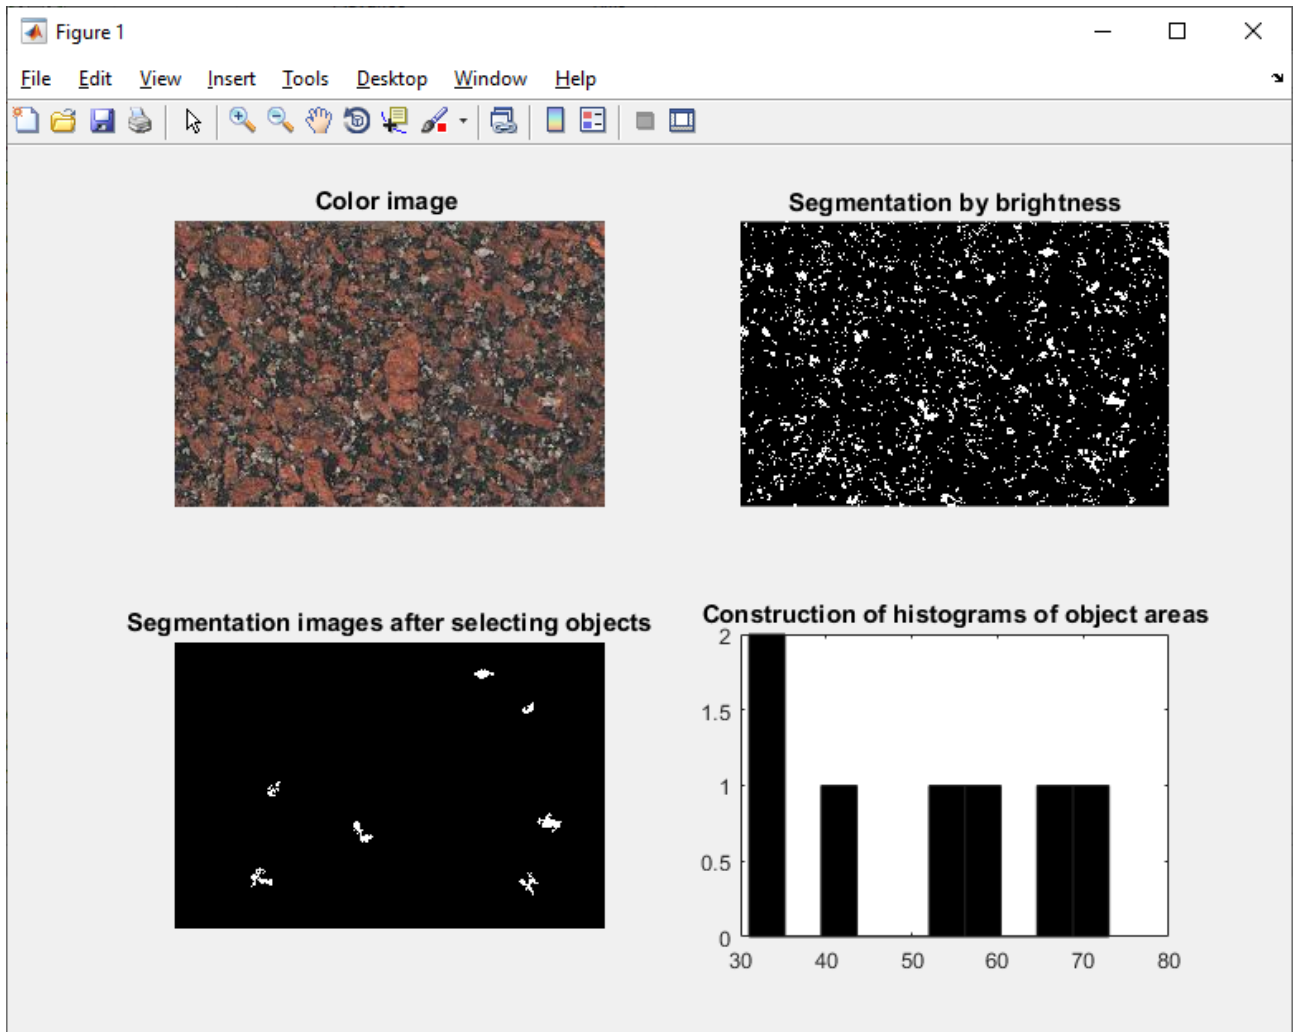 Figure 1
File Edit View Insert Tools Desktop Window Help
Color image
Segmentation by brightness
Segmentation images after selecting objects
Construction of histograms of object areas
2
1.5
1
0.5
0
30 40 50 60 70 80